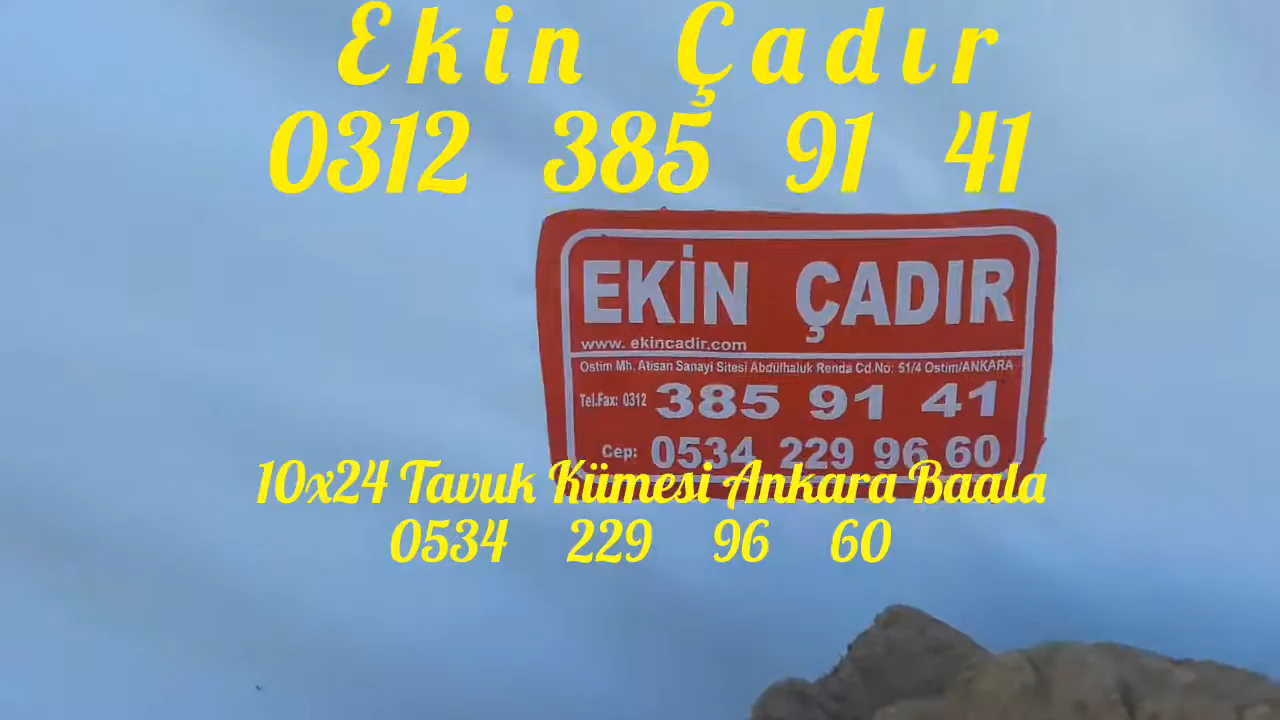 Ekin Çadır
0312 385 91 41
EKİN ÇADIR
www. ekincadir.com
Ostim Mh. Atisan Sanayi Sitesi Abdülhaluk Renda Cd.No: 51/4 Ostim/ANKARA
Tel.Fax: 0312 385 91 41
Cep: 0534 229 96 60
10x24 Tavuk Kümesi Ankara Baala
0534 229 96 60